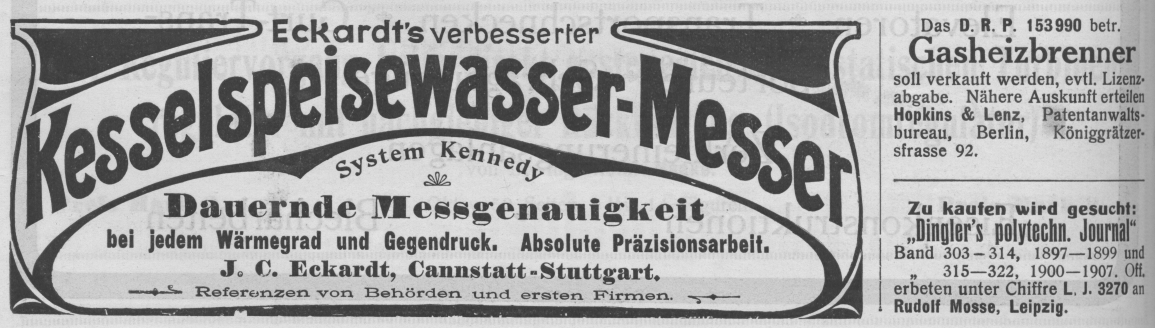 Eckardt's verbesserter
Kesselspeisewasser-Messer
System Kennedy
Dauernde Messgenauigkeit
bei jedem Wärmegrad und Gegendruck. Absolute Präzisionsarbeit.
J. C. Eckardt, Cannstatt-Stuttgart.
Referenzen von Behörden und ersten Firmen.
Das D. R. P. 153990 betr.
Gasheizbrenner
soll verkauft werden, evtl. Lizenz-
abgabe. Nähere Auskunft erteilen
Hopkins & Lenz, Patentanwalts-
bureau, Berlin, Königgrätzer-
sfrasse 92.
Zu kaufen wird gesucht:
„Dingler's polytechn. Journal"
Band 303–314, 1897—1899 und
„ 315—322, 1900—1907. Off.
erbeten unter Chiffre L. J. 3270 an
Rudolf Mosse, Leipzig.